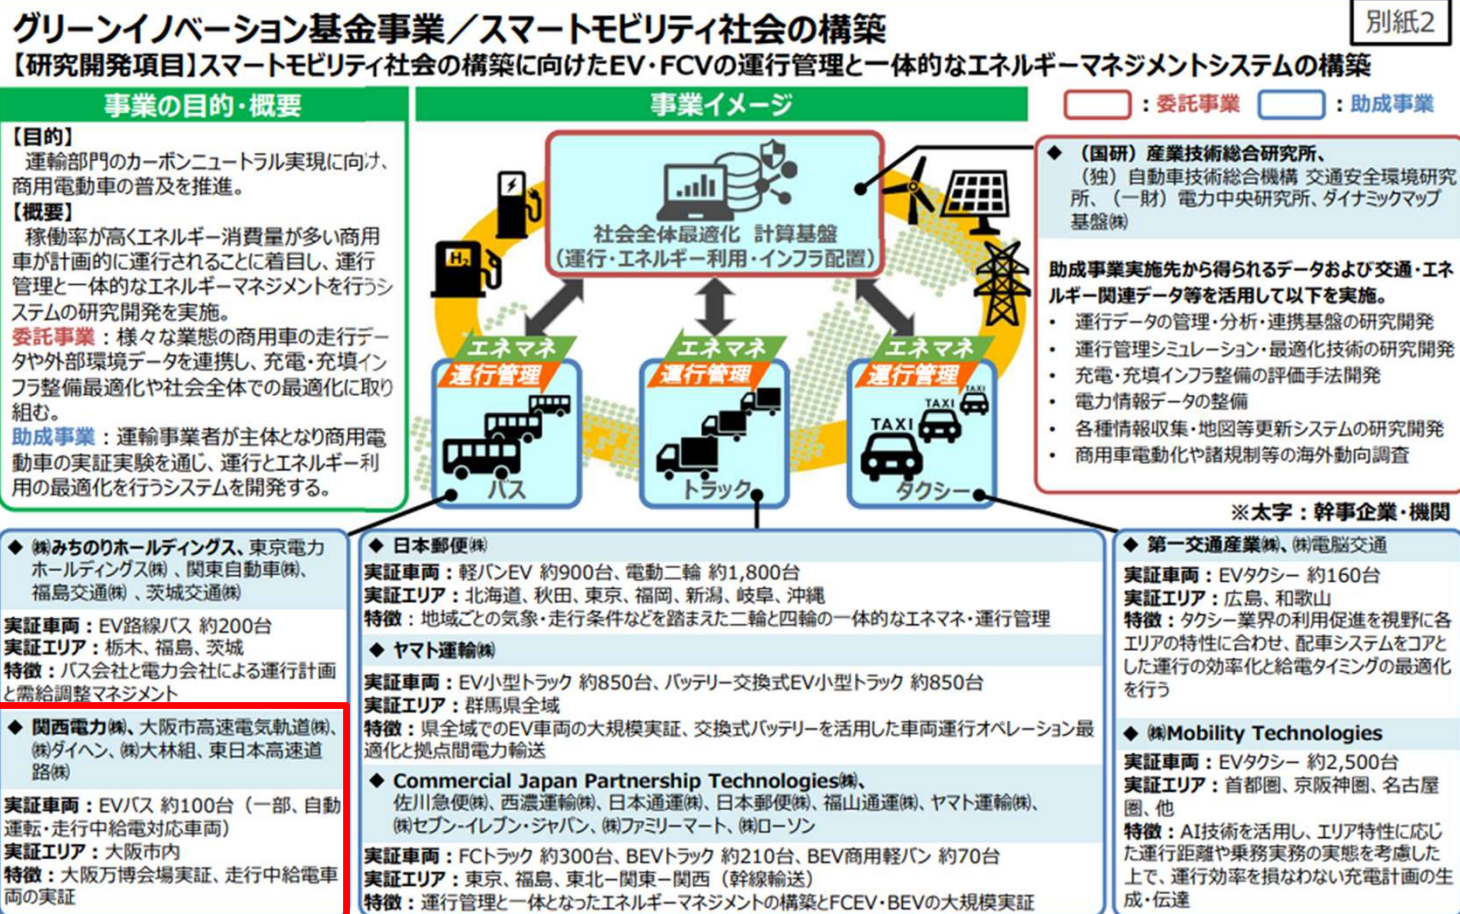 グリーンイノベーション基金事業／スマートモビリティ社会の構築
別紙2
【研究開発項目】スマートモビリティ社会の構築に向けたEV・FCVの運行管理と一体的なエネルギーマネジメントシステムの構築
事業の目的・概要
【目的】
運輸部門のカーボンニュートラル実現に向け、
商用電動車の普及を推進。
【概要】
稼働率が高くエネルギー消費量が多い商用
車が計画的に運行されることに着目し、運行
管理と一体的なエネルギーマネジメントを行うシ
ステムの研究開発を実施。
委託事業：様々な業態の商用車の走行デー
タや外部環境データを連携し、充電・充填イン
フラ整備最適化や社会全体での最適化に取り
組む。
助成事業：運輸事業者が主体となり商用電
動車の実証実験を通じ、運行とエネルギー利
用の最適化を行うシステムを開発する。
事業イメージ
：委託事業
：助成事業
H₂
社会全体最適化 計算基盤
（運行・エネルギー利用・インフラ配置）
エネマネ
運行管理
バス
エネマネ
運行管理
トラック
エネマネ
運行管理
TAXI
TAXI
TAXI
タクシー
◆ （国研）産業技術総合研究所、
（独）自動車技術総合機構 交通安全環境研究
所、（一財）電力中央研究所、ダイナミックマップ
基盤㈱
助成事業実施先から得られるデータおよび交通・エネ
ルギー関連データ等を活用して以下を実施。
• 運行データの管理・分析・連携基盤の研究開発
• 運行管理シミュレーション・最適化技術の研究開発
• 充電・充填インフラ整備の評価手法開発
• 電力情報データの整備
• 各種情報収集・地図等更新システムの研究開発
• 商用車電動化や諸規制等の海外動向調査
※太字：幹事企業・機関
◆ ㈱みちのりホールディングス、東京電力
ホールディングス㈱、関東自動車㈱、
福島交通㈱、茨城交通㈱
実証車両：EV路線バス 約200台
実証エリア：栃木、福島、茨城
特徴：バス会社と電力会社による運行計画
と需給調整マネジメント
◆ 関西電力㈱、大阪市高速電気軌道㈱、
㈱ダイヘン、㈱大林組、東日本高速道
路㈱
実証車両：EVバス 約100台（一部、自動
運転・走行中給電対応車両）
実証エリア：大阪市内
特徴：大阪万博会場実証、走行中給電車
両の実証
◆ 日本郵便㈱
実証車両：軽バンEV 約900台、電動二輪 約1,800台
実証エリア：北海道、秋田、東京、福岡、新潟、岐阜、沖縄
特徴：地域ごとの気象・走行条件などを踏まえた二輪と四輪の一体的なエネマネ・運行管理
◆ ヤマト運輸㈱
実証車両：EV小型トラック 約850台、バッテリー交換式EV小型トラック 約850台
実証エリア：群馬県全域
特徴：県全域でのEV車両の大規模実証、交換式バッテリーを活用した車両運行オペレーション最
適化と拠点間電力輸送
◆ Commercial Japan Partnership Technologies㈱、
佐川急便㈱、西濃運輸㈱、日本通運㈱、日本郵便㈱、福山通運㈱、ヤマト運輸㈱、
㈱セブン-イレブン・ジャパン、㈱ファミリーマート、㈱ローソン
実証車両：FCトラック 約300台、BEVトラック 約210台、BEV商用軽バン 約70台
実証エリア：東京、福島、東北ー関東ー関西（幹線輸送）
特徴：運行管理と一体となったエネルギーマネジメントの構築とFCEV・BEVの大規模実証
◆ 第一交通産業㈱、㈱電脳交通
実証車両：EVタクシー 約160台
実証エリア：広島、和歌山
特徴：タクシー業界の利用促進を視野に各
エリアの特性に合わせ、配車システムをコアと
した運行の効率化と給電タイミングの最適化
を行う
◆ ㈱Mobility Technologies
実証車両：EVタクシー 約2,500台
実証エリア：首都圏、京阪神圏、名古屋
圏、他
特徴：AI技術を活用し、エリア特性に応じ
た運行距離や乗務実務の実態を考慮した
上で、運行効率を損なわない充電計画の生
成・伝達